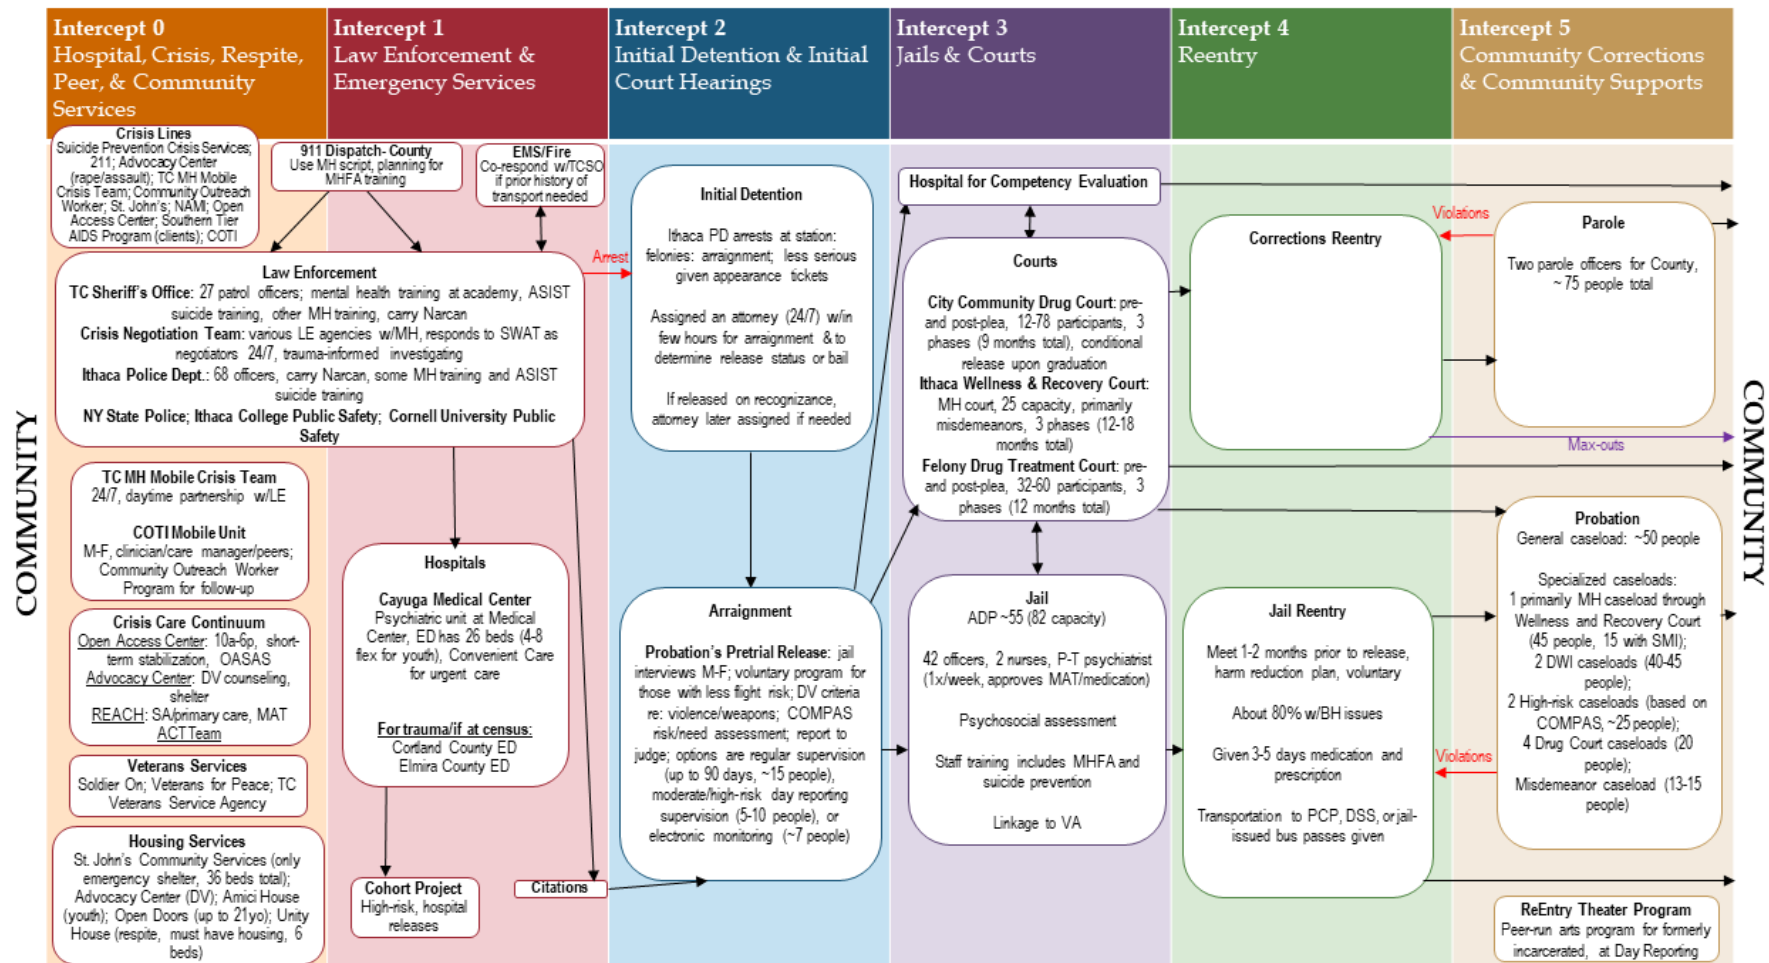 Intercept 0
Hospital, Crisis, Respite,
Peer, & Community
Services
Intercept 1
Law Enforcement &
Emergency Services
Intercept 2
Initial Detention & Initial
Court Hearings
Intercept 3
Jails & Courts
Intercept 4
Reentry
Intercept 5
Community Corrections
& Community Supports
COMMUNITY
Crisis Lines
Suicide Prevention Crisis Services;
211; Advocacy Center
(rape/assault); TC MH Mobile
Crisis Team; Community Outreach
Worker; St. John's; NAMI; Open
Access Center; Southern Tier
AIDS Program (clients); COTI
911 Dispatch- County
Use MH script, planning for
MHFA training
EMS/Fire
Co-respond w/TCSO
if prior history of
transport needed
Law Enforcement
TC Sheriff's Office: 27 patrol officers; mental health training at academy, ASIST
suicide training, other MH training, carry Narcan
Crisis Negotiation Team: various LE agencies w/MH, responds to SWAT as
negotiators 24/7, trauma-informed investigating
Ithaca Police Dept.: 68 officers, carry Narcan, some MH training and ASIST
suicide training
NY State Police; Ithaca College Public Safety; Cornell University Public
Safety
Arrest
TC MH Mobile Crisis Team
24/7, daytime partnership w/LE
COTI Mobile Unit
M-F, clinician/care manager/peers;
Community Outreach Worker
Program for follow-up
Crisis Care Continuum
Open Access Center: 10a-6p, short-
term stabilization, OASAS
Advocacy Center: DV counseling,
shelter
REACH: SA/primary care, MAT
ACT Team
Veterans Services
Soldier On; Veterans for Peace; TC
Veterans Service Agency
Housing Services
St. John's Community Services (only
emergency shelter, 36 beds total);
Advocacy Center (DV); Amici House
(youth); Open Doors (up to 21yo); Unity
House (respite, must have housing, 6
beds)
Hospitals
Cayuga Medical Center
Psychiatric unit at Medical
Center, ED has 26 beds (4-8
flex for youth), Convenient Care
for urgent care
For trauma/if at census:
Cortland County ED
Elmira County ED
Cohort Project
High-risk, hospital
releases
Citations
Initial Detention
Ithaca PD arrests at station:
felonies: arraignment; less serious
given appearance tickets
Assigned an attorney (24/7) w/in
few hours for arraignment & to
determine release status or bail
If released on recognizance,
attorney later assigned if needed
Arraignment
Probation's Pretrial Release: jail
interviews M-F; voluntary program for
those with less flight risk; DV criteria
re: violence/weapons; COMPAS
risk/need assessment; report to
judge; options are regular supervision
(up to 90 days, ~15 people),
moderate/high-risk day reporting
supervision (5-10 people), or
electronic monitoring (~7 people)
Hospital for Competency Evaluation
Courts
City Community Drug Court: pre-
and post-plea, 12-78 participants, 3
phases (9 months total), conditional
release upon graduation
Ithaca Wellness & Recovery Court:
MH court, 25 capacity, primarily
misdemeanors, 3 phases (12-18
months total)
Felony Drug Treatment Court: pre-
and post-plea, 32-60 participants, 3
phases (12 months total)
Jail
ADP ~55 (82 capacity)
42 officers, 2 nurses, P-T psychiatrist
(1x/week, approves MAT/medication)
Psychosocial assessment
Staff training includes MHFA and
suicide prevention
Linkage to VA
Corrections Reentry
Violations
Max-outs
Jail Reentry
Meet 1-2 months prior to release,
harm reduction plan, voluntary
About 80% w/BH issues
Given 3-5 days medication and
prescription
Transportation to PCP, DSS, or jail-
issued bus passes given
Violations
Parole
Two parole officers for County,
~ 75 people total
Probation
General caseload: ~50 people
Specialized caseloads:
1 primarily MH caseload through
Wellness and Recovery Court
(45 people, 15 with SMI);
2 DWI caseloads (40-45
people);
2 High-risk caseloads (based on
COMPAS, ~25 people);
4 Drug Court caseloads (20
people);
Misdemeanor caseload (13-15
people)
ReEntry Theater Program
Peer-run arts program for formerly
incarcerated, at Day Reporting
COMMUNITY